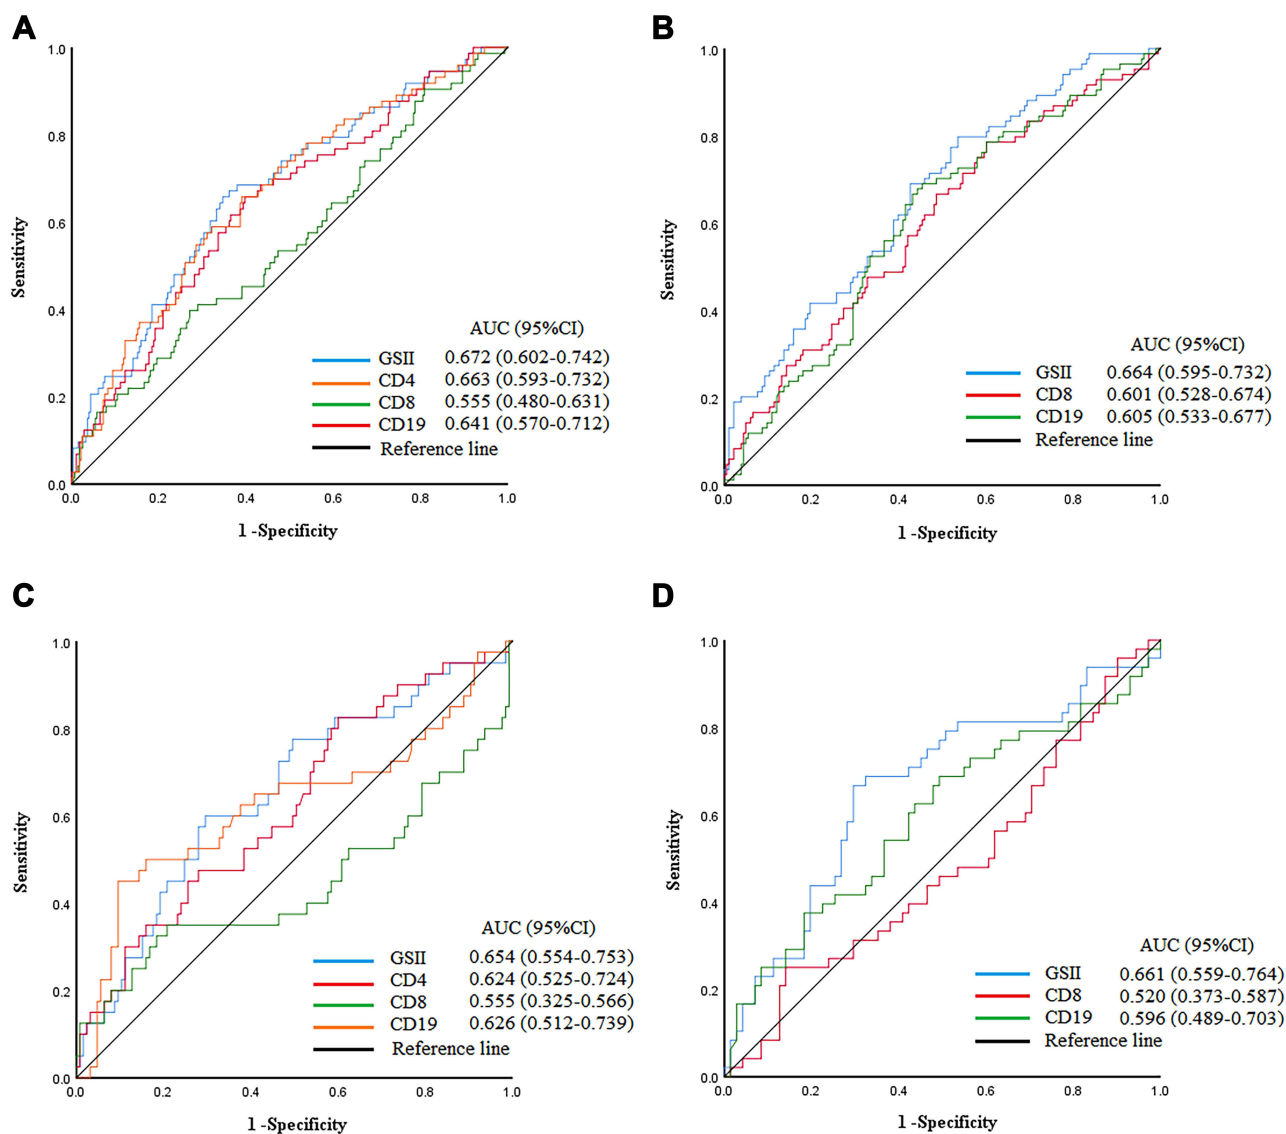 A
1.0
0.8
0.6
0.4
0.2
0.0
Sensitivity
AUC (95%CI)
GSII 0.672 (0.602-0.742)
CD4 0.663 (0.593-0.732)
CD8 0.555 (0.480-0.631)
CD19 0.641 (0.570-0.712)
Reference line
0.0 0.2 0.4 0.6 0.8 1.0
1 -Specificity
B
1.0
0.8
0.6
0.4
0.2
0.0
Sensitivity
AUC (95%CI)
GSII 0.664 (0.595-0.732)
CD8 0.601 (0.528-0.674)
CD19 0.605 (0.533-0.677)
Reference line
0.0 0.2 0.4 0.6 0.8 1.0
1 -Specificity
C
1.0
0.8
0.6
0.4
0.2
0.0
Sensitivity
AUC (95%CI)
GSII 0.654 (0.554-0.753)
CD4 0.624 (0.525-0.724)
CD8 0.555 (0.325-0.566)
CD19 0.626 (0.512-0.739)
Reference line
0.0 0.2 0.4 0.6 0.8 1.0
1 -Specificity
D
1.0
0.8
0.6
0.4
0.2
0.0
Sensitivity
AUC (95%CI)
GSII 0.661 (0.559-0.764)
CD8 0.520 (0.373-0.587)
CD19 0.596 (0.489-0.703)
Reference line
0.0 0.2 0.4 0.6 0.8 1.0
1 -Specificity